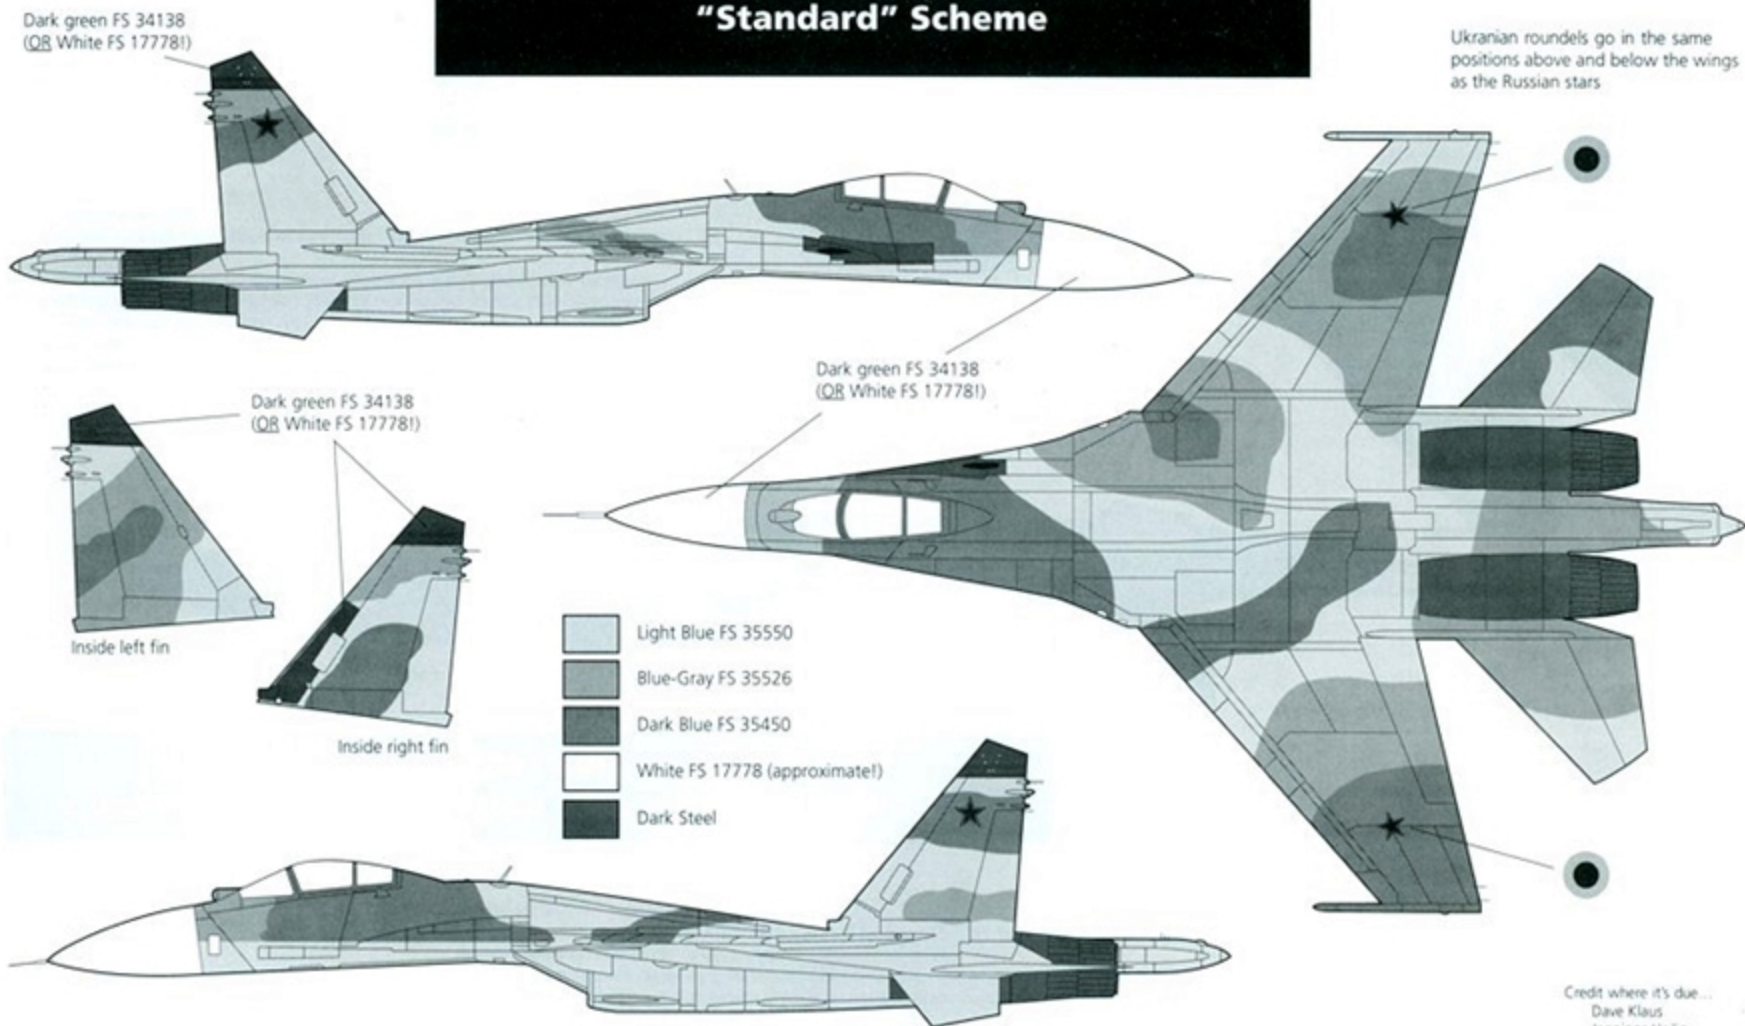 "Standard" Scheme
Dark green FS 34138
(OR White FS 17778!)
Ukranian roundels go in the same
positions above and below the wings
as the Russian stars
Dark green FS 34138
(OR White FS 17778!)
Dark green FS 34138
(OR White FS 17778!)
Inside left fin
Inside right fin
Light Blue FS 35550
Blue-Gray FS 35526
Dark Blue FS 35450
White FS 17778 (approximate!)
Dark Steel
Credit where it's due...
Dave Klaus